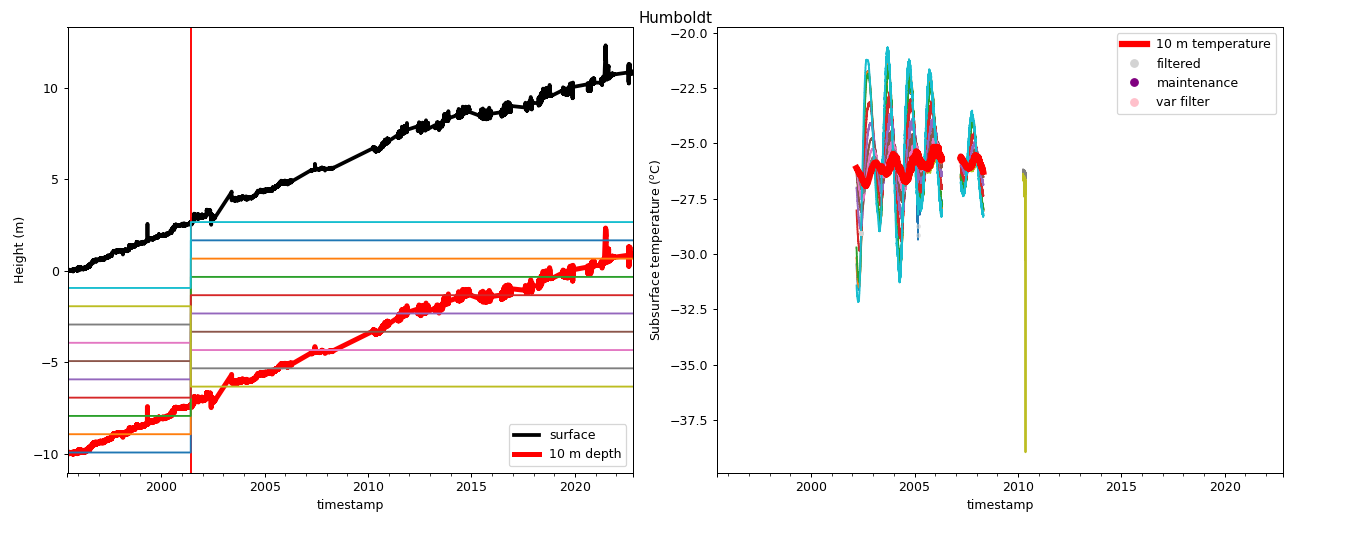 Humboldt
Height (m)
10
5
0
−5
−10
2000
2005
2010
2015
2020
timestamp
surface
10 m depth
Subsurface temperature (°C)
−20.0
−22.5
−25.0
−27.5
−30.0
−32.5
−35.0
−37.5
2000
2005
2010
2015
2020
timestamp
10 m temperature
filtered
maintenance
var filter